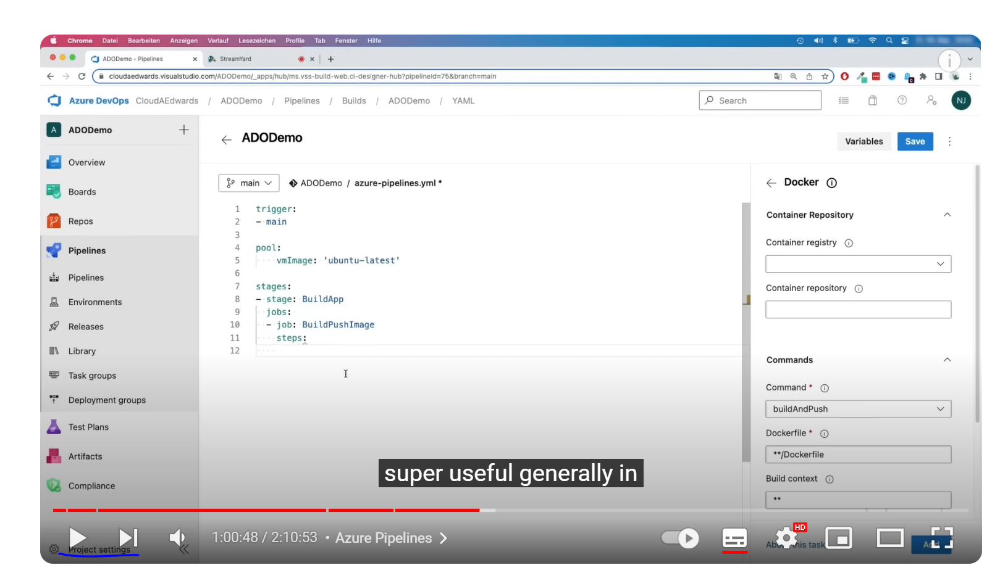 Chrome Datei Bearbeiten Anzeigen Verlauf Lesezeichen Profile Tab Fenster Hilfe
ADODemo - Pipelines StreamYard
cloudaedwards.visualstudio.com/ADODemo/_apps/hub/ms.vss-build-web.ci-designer-hub?pipelineId=75&branch=main
Azure DevOps CloudAEdwards / ADODemo / Pipelines / Builds / ADODemo / YAML
Search
NJ
A ADODemo
Overview
Boards
Repos
Pipelines
Pipelines
Environments
Releases
Library
Task groups
Deployment groups
Test Plans
Artifacts
Compliance
Project settings
ADODemo
Variables Save
main ADODemo / azure-pipelines.yml *
1 trigger:
2 - main
3
4 pool:
5 vmImage: 'ubuntu-latest'
6
7 stages:
8 - stage: BuildApp
9 jobs:
10 - job: BuildPushImage
11 steps:
12
Docker
Container Repository
Container registry
Container repository
Commands
Command *
buildAndPush
Dockerfile *
**/Dockerfile
Build context
**
About this task Add
super useful generally in
1:00:48 / 2:10:53 • Azure Pipelines
HD